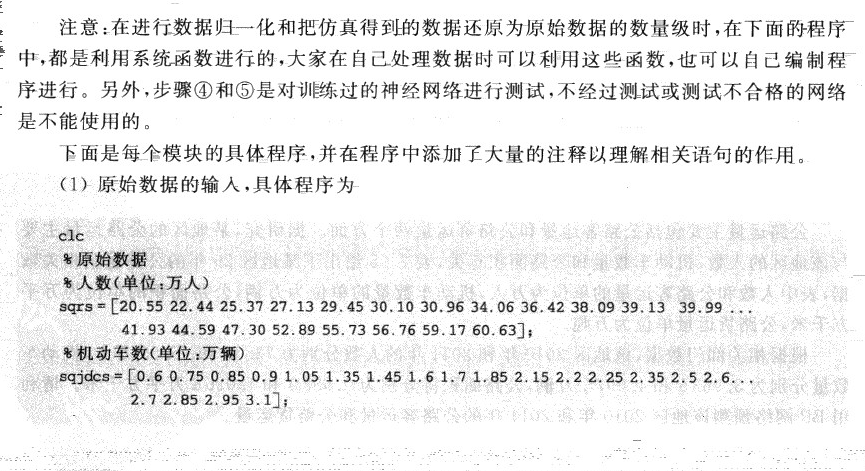 注意:在进行数据归一化和把仿真得到的数据还原为原始数据的数量级时,在下面的程序
中,都是利用系统函数进行的,大家在自己处理数据时可以利用这些函数,也可以自己编制程
序进行。另外,步骤④和⑤是对训练过的神经网络进行测试,不经过测试或测试不合格的网络
是不能使用的。
下面是每个模块的具体程序,并在程序中添加了大量的注释以理解相关语句的作用。
(1) 原始数据的输入,具体程序为
clc
%原始数据
%人数(单位:万人)
sqrs = [20.55 22.44 25.37 27.13 29.45 30.10 30.96 34.06 36.42 38.09 39.13 39.99 ...
41.93 44.59 47.30 52.89 55.73 56.76 59.17 60.63];
%机动车数(单位:万辆)
sqjdcs = [0.6 0.75 0.85 0.9 1.05 1.35 1.45 1.6 1.7 1.85 2.15 2.2 2.25 2.35 2.5 2.6...
2.7 2.85 2.95 3.1];